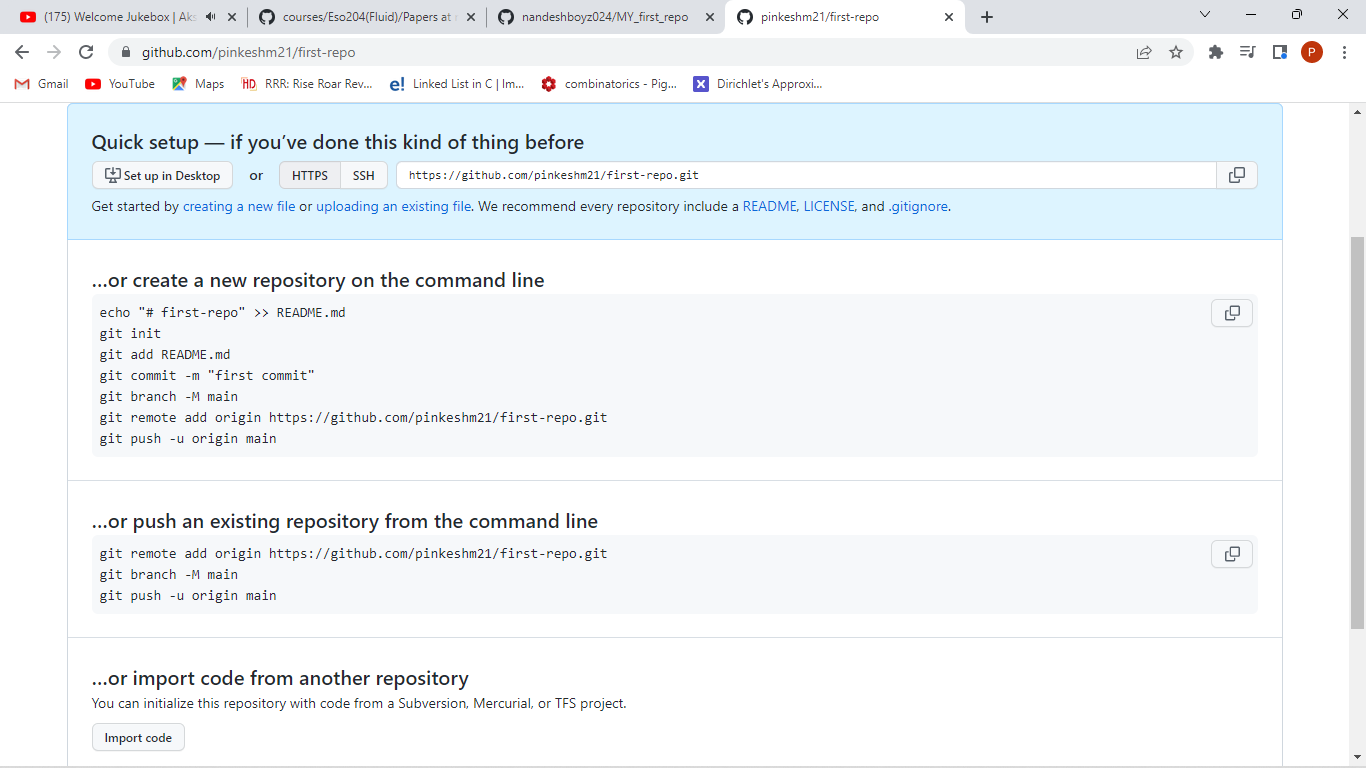 (175) Welcome Jukebox | Aks
courses/Eso204(Fluid)/Papers at
nandeshboyz024/MY_first_repo
pinkeshm21/first-repo
github.com/pinkeshm21/first-repo
P
Gmail
YouTube
Maps
HD RRR: Rise Roar Rev...
e! Linked List in C | Im...
combinatorics - Pig...
X Dirichlet's Approxi...
Quick setup — if you’ve done this kind of thing before
Set up in Desktop or HTTPS SSH https://github.com/pinkeshm21/first-repo.git
Get started by creating a new file or uploading an existing file. We recommend every repository include a README, LICENSE, and .gitignore.
…or create a new repository on the command line
echo "# first-repo" >> README.md
git init
git add README.md
git commit -m "first commit"
git branch -M main
git remote add origin https://github.com/pinkeshm21/first-repo.git
git push -u origin main
…or push an existing repository from the command line
git remote add origin https://github.com/pinkeshm21/first-repo.git
git branch -M main
git push -u origin main
…or import code from another repository
You can initialize this repository with code from a Subversion, Mercurial, or TFS project.
Import code